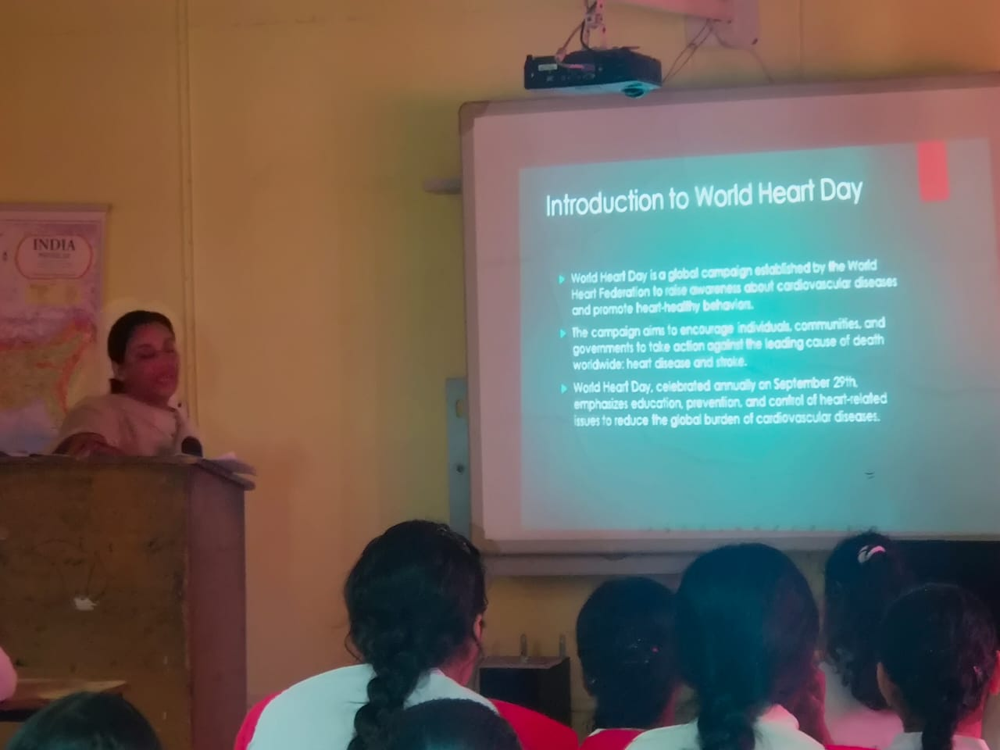 INDIA
Introduction to World Heart Day
World Heart Day is a global campaign established by the World
Heart Federation to raise awareness about cardiovascular diseases
and promote heart-healthy behaviors.
The campaign aims to encourage individuals, communities, and
governments to take action against the leading cause of death
worldwide: heart disease and stroke.
World Heart Day, celebrated annually on September 29th,
emphasizes education, prevention, and control of heart-related
issues to reduce the global burden of cardiovascular diseases.